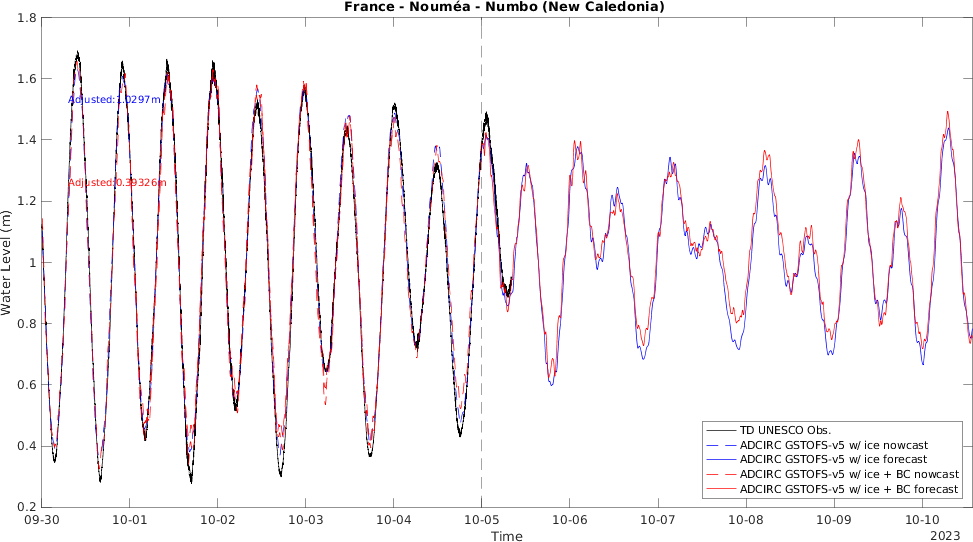 France - Nouméa - Numbo (New Caledonia)
1.8
1.6
1.4
1.2
1
0.8
0.6
0.4
0.2
Water Level (m)
Adjusted:1.0297m
Adjusted:0.39326m
TD UNESCO Obs.
ADCIRC GSTOFS-v5 w/ ice nowcast
ADCIRC GSTOFS-v5 w/ ice forecast
ADCIRC GSTOFS-v5 w/ ice + BC nowcast
ADCIRC GSTOFS-v5 w/ ice + BC forecast
09-30 10-01 10-02 10-03 10-04 10-05 10-06 10-07 10-08 10-09 10-10
Time
2023